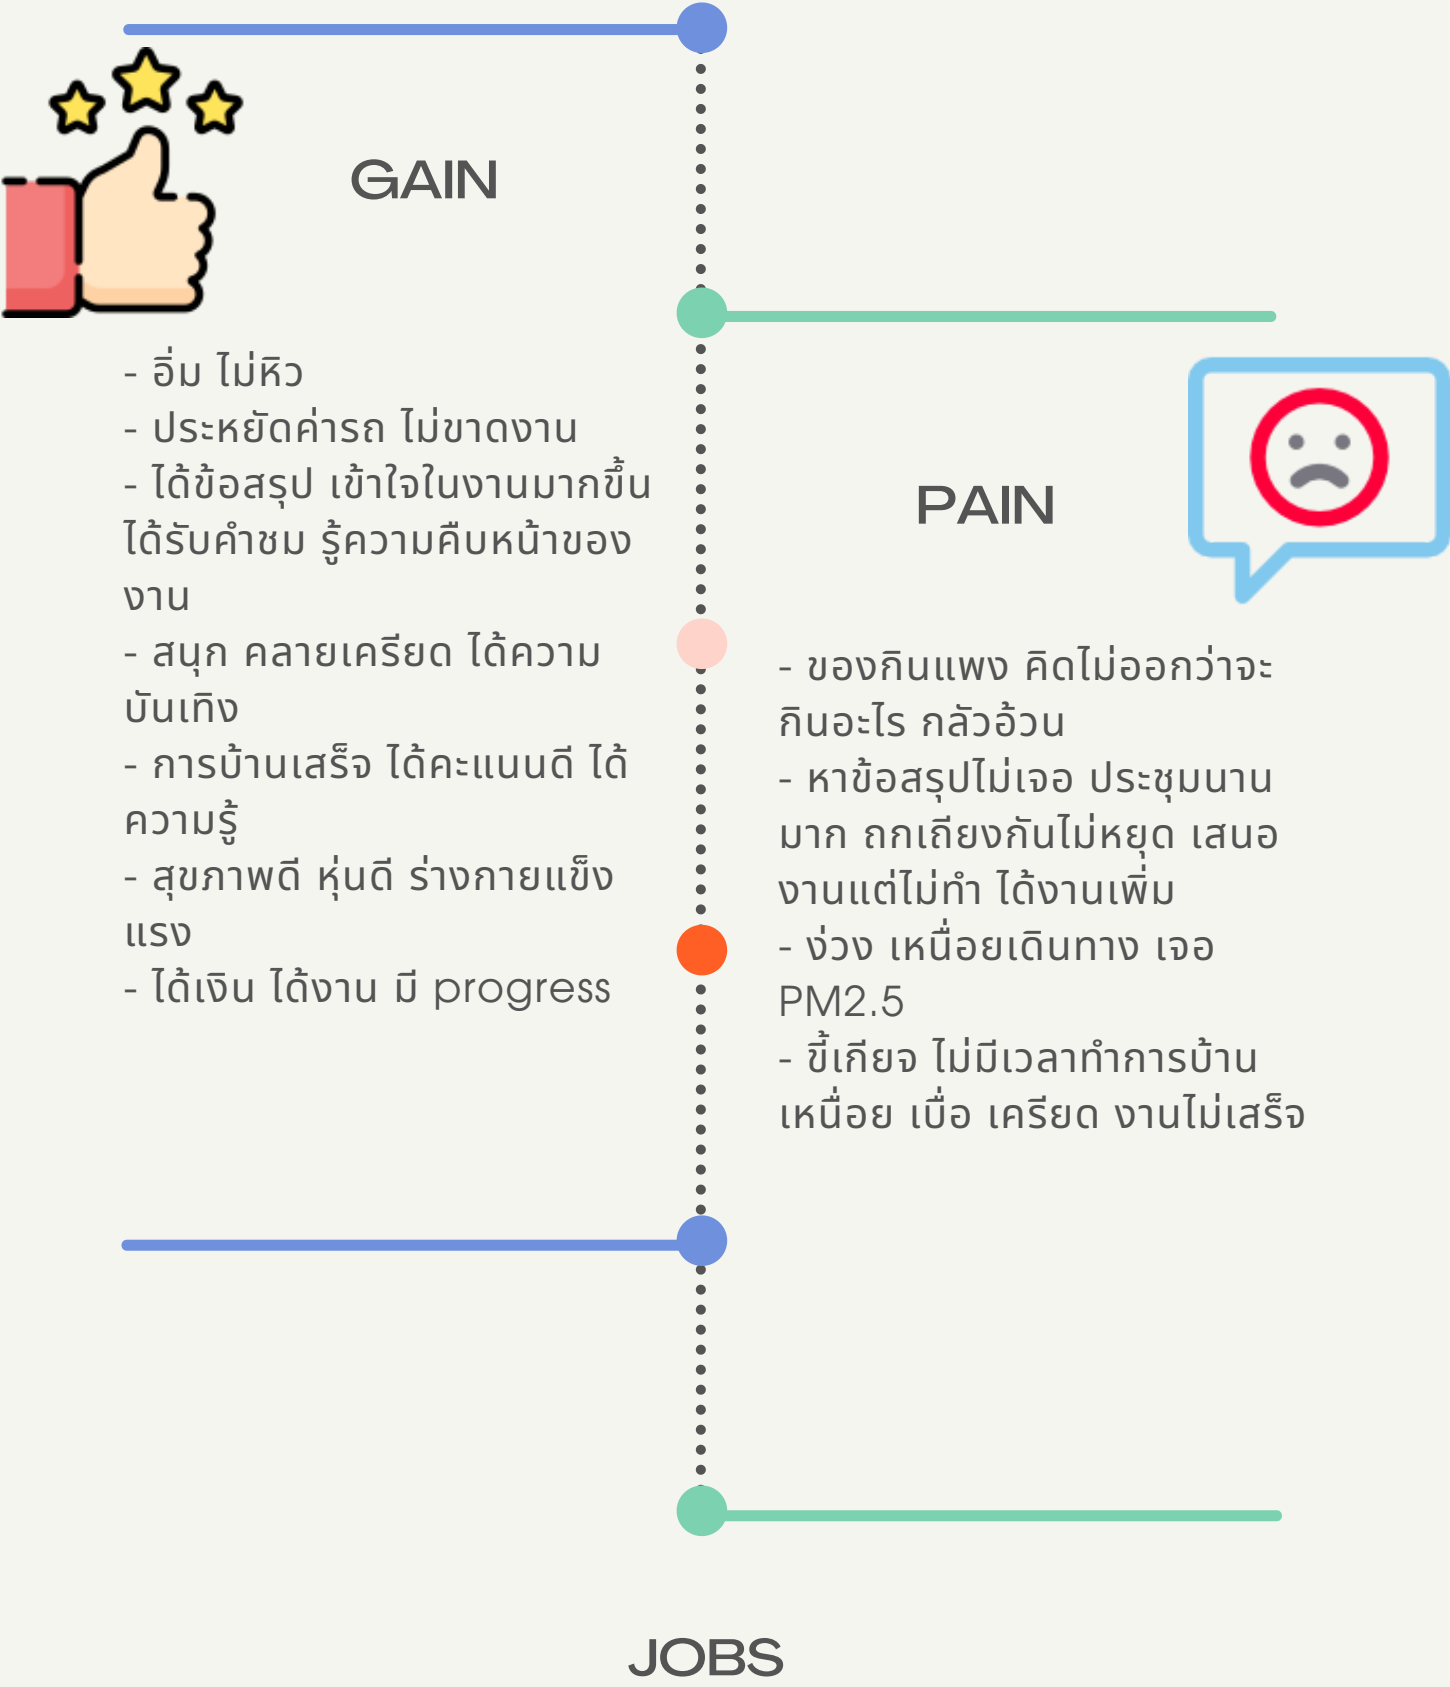 GAIN
- อิ่ม ไม่หิว
- ประหยัดค่ารถ ไม่ขาดงาน
- ได้ข้อสรุป เข้าใจในงานมากขึ้น
ได้รับคำชม รู้ความคืบหน้าของ
งาน
- สนุก คลายเครียด ได้ความ
บันเทิง
- การบ้านเสร็จ ได้คะแนนดี ได้
ความรู้
- สุขภาพดี หุ่นดี ร่างกายแข็ง
แรง
- ได้เงิน ได้งาน มี progress
PAIN
- ของกินแพง คิดไม่ออกว่าจะ
กินอะไร กลัวอ้วน
- หาข้อสรุปไม่เจอ ประชุมนาน
มาก ถกเถียงกันไม่หยุด เสนอ
งานแต่ไม่ทำ ได้งานเพิ่ม
- ง่วง เหนื่อยเดินทาง เจอ
PM2.5
- ขี้เกียจ ไม่มีเวลาทำการบ้าน
เหนื่อย เบื่อ เครียด งานไม่เสร็จ
JOBS